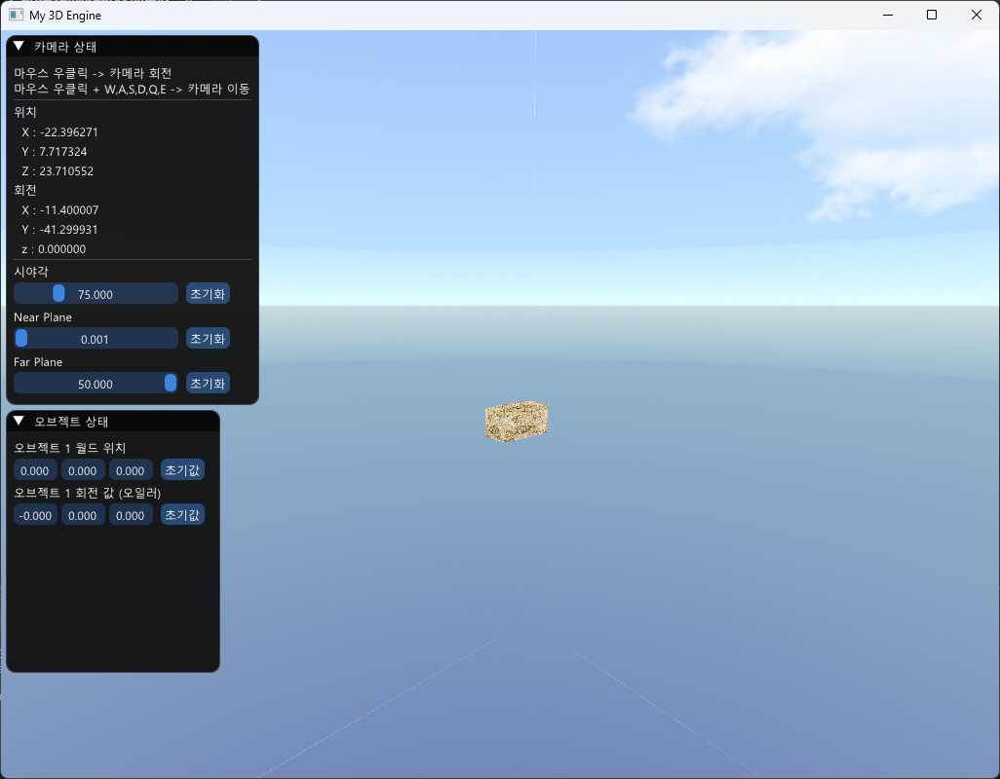 My 3D Engine
카메라 상태
마우스 우클릭 -> 카메라 회전
마우스 우클릭 + W,A,S,D,Q,E -> 카메라 이동
위치
X : -22.396271
Y : 7.717324
Z : 23.710552
회전
X : -11.400007
Y : -41.299931
z : 0.000000
시야각
75.000 초기화
Near Plane
0.001 초기화
Far Plane
50.000 초기화
오브젝트 상태
오브젝트 1 월드 위치
0.000 0.000 0.000 초기값
오브젝트 1 회전 값 (오일러)
-0.000 0.000 0.000 초기값